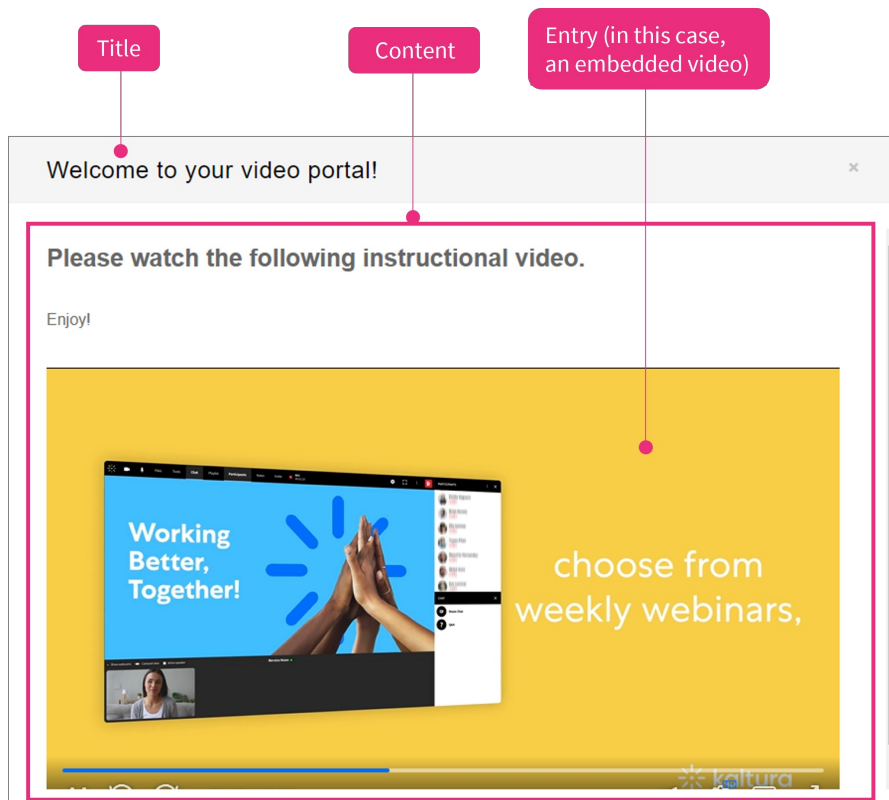 Title
Content
Entry (in this case,
an embedded video)
Welcome to your video portal!
×
Please watch the following instructional video.
Enjoy!
Working
Better,
Together!
choose from
weekly webinars,
kaltura